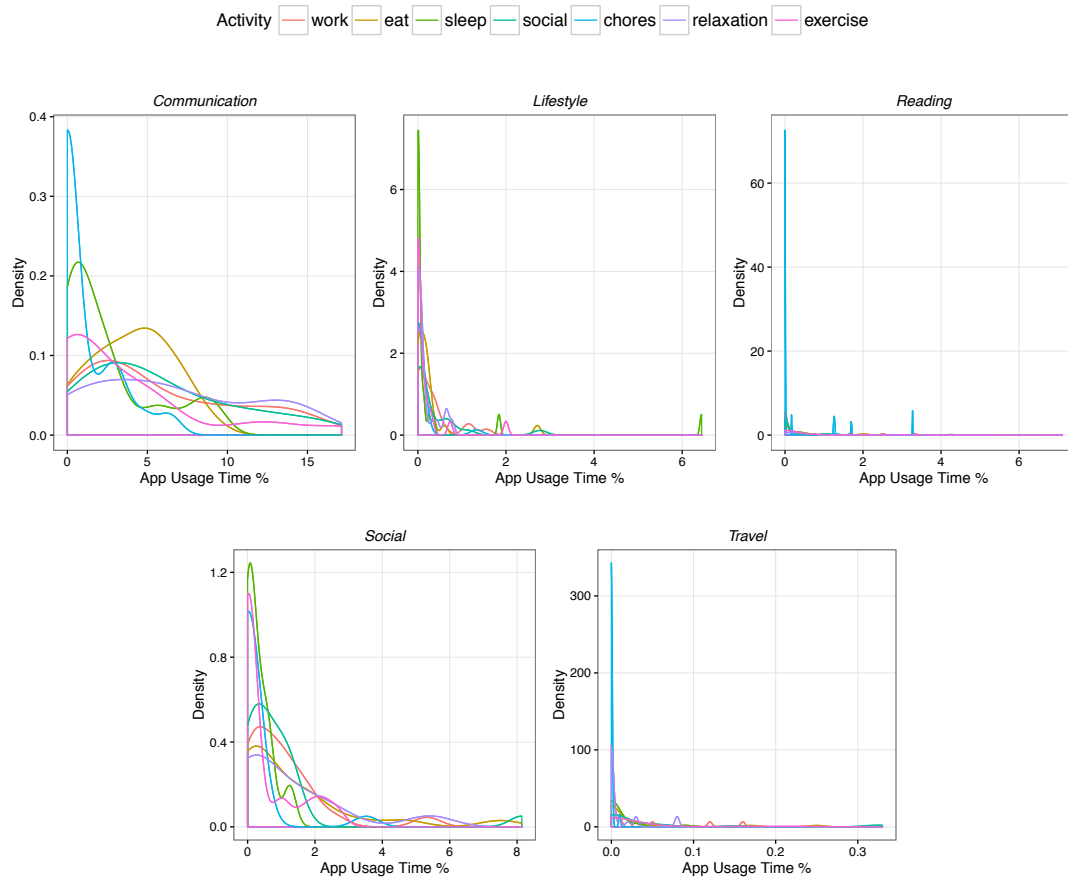 Activity work eat sleep social chores relaxation exercise
Communication
Lifestyle
Reading
0.4
0.3
0.2
0.1
0.0
Density
0 5 10 15
App Usage Time %
6
4
2
0
Density
0 2 4 6
App Usage Time %
60
40
20
0
Density
0 2 4 6
App Usage Time %
Social
Travel
1.2
0.8
0.4
0.0
Density
0 2 4 6 8
App Usage Time %
300
200
100
0
Density
0.0 0.1 0.2 0.3
App Usage Time %